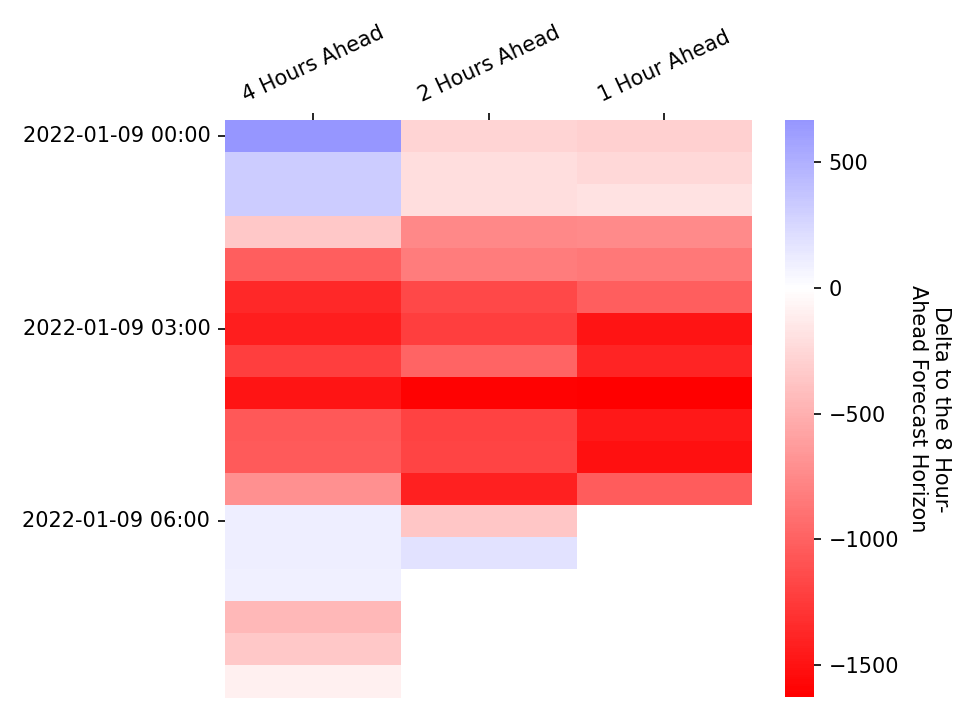 4 Hours Ahead
2 Hours Ahead
1 Hour Ahead
2022-01-09 00:00
2022-01-09 03:00
2022-01-09 06:00
500
0
−500
−1000
−1500
Delta to the 8 Hour-
Ahead Forecast Horizon